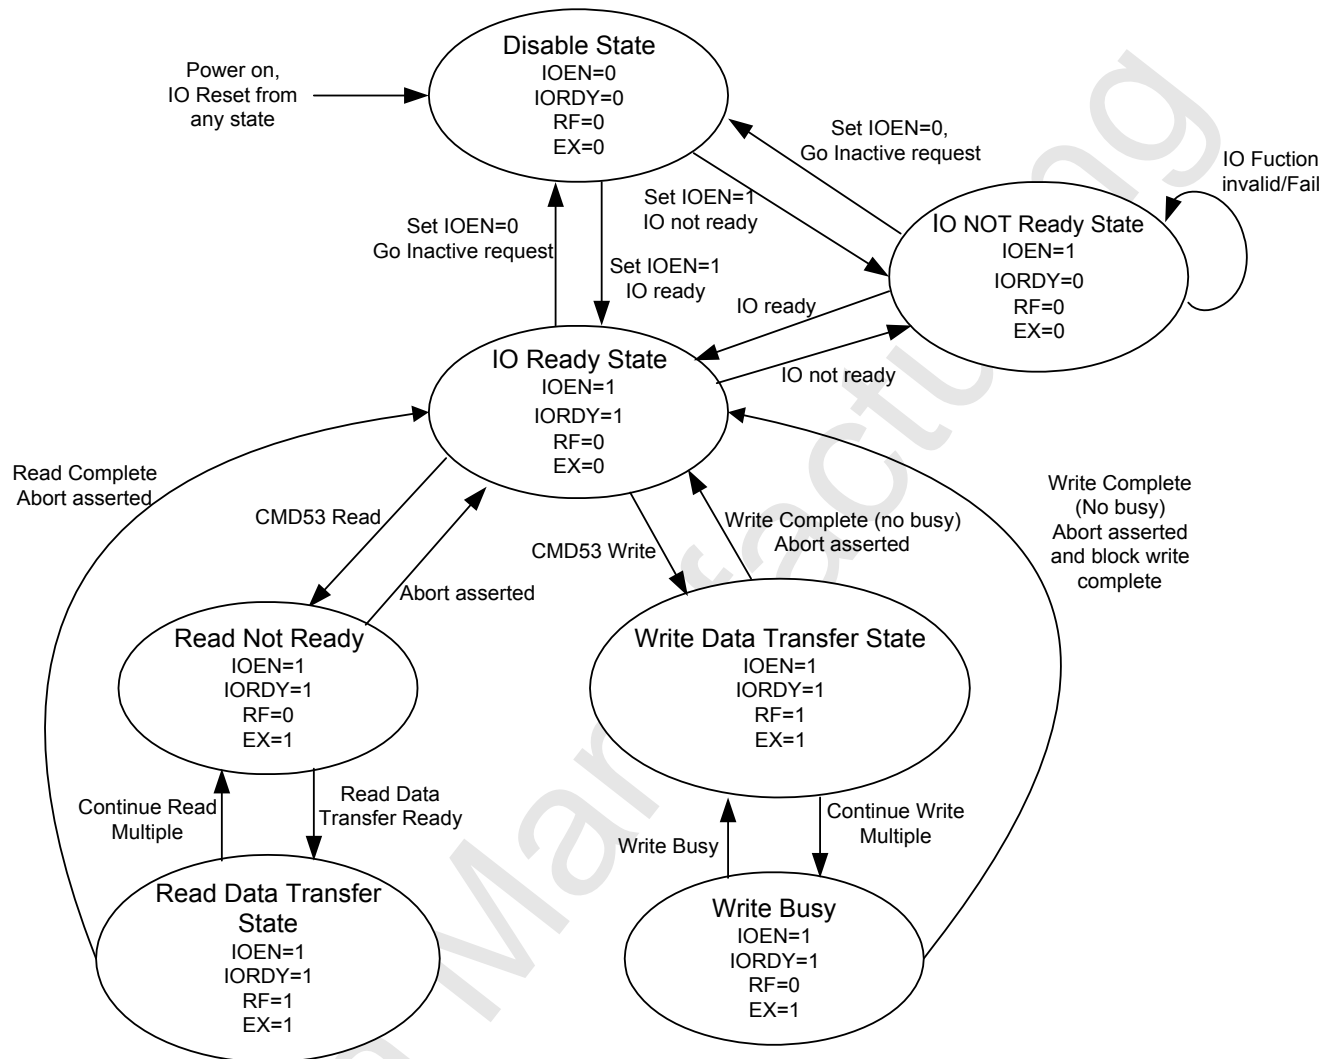 Disable State
IOEN=0
IORDY=0
RF=0
EX=0
Power on,
IO Reset from
any state
Set IOEN=0,
Go Inactive request
IO Fuction
invalid/Fail
Set IOEN=1
IO not ready
Set IOEN=0
Go Inactive request
Set IOEN=1
IO ready
IO NOT Ready State
IOEN=1
IORDY=0
RF=0
EX=0
IO ready
IO not ready
IO Ready State
IOEN=1
IORDY=1
RF=0
EX=0
Read Complete
Abort asserted
CMD53 Read
Abort asserted
CMD53 Write
Write Complete (no busy)
Abort asserted
Write Complete
(No busy)
Abort asserted
and block write
complete
Read Not Ready
IOEN=1
IORDY=1
RF=0
EX=1
Write Data Transfer State
IOEN=1
IORDY=1
RF=1
EX=1
Continue Read
Multiple
Read Data
Transfer Ready
Write Busy
Continue Write
Multiple
Read Data Transfer
State
IOEN=1
IORDY=1
RF=1
EX=1
Write Busy
IOEN=1
IORDY=1
RF=0
EX=1